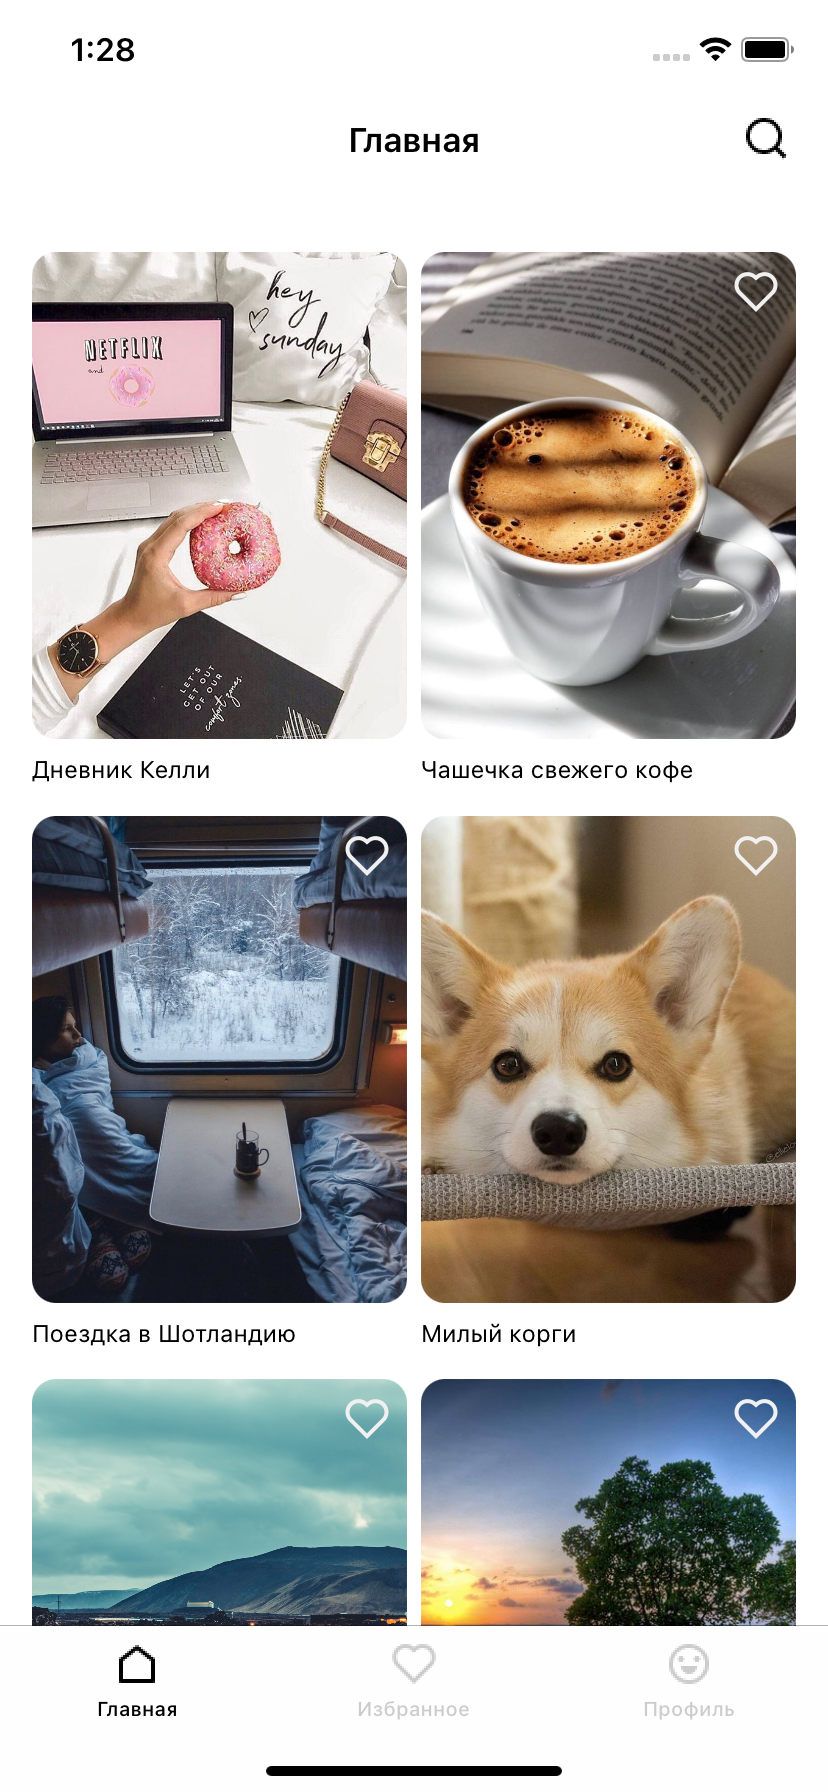 1:28
Главная
hey
sunday
NETFLIX
and
LET'S
GET OUT
OF OUR
comfort zones.
Дневник Келли
Чашечка свежего кофе
Поездка в Шотландию
Милый корги
Главная
Избранное
Профиль